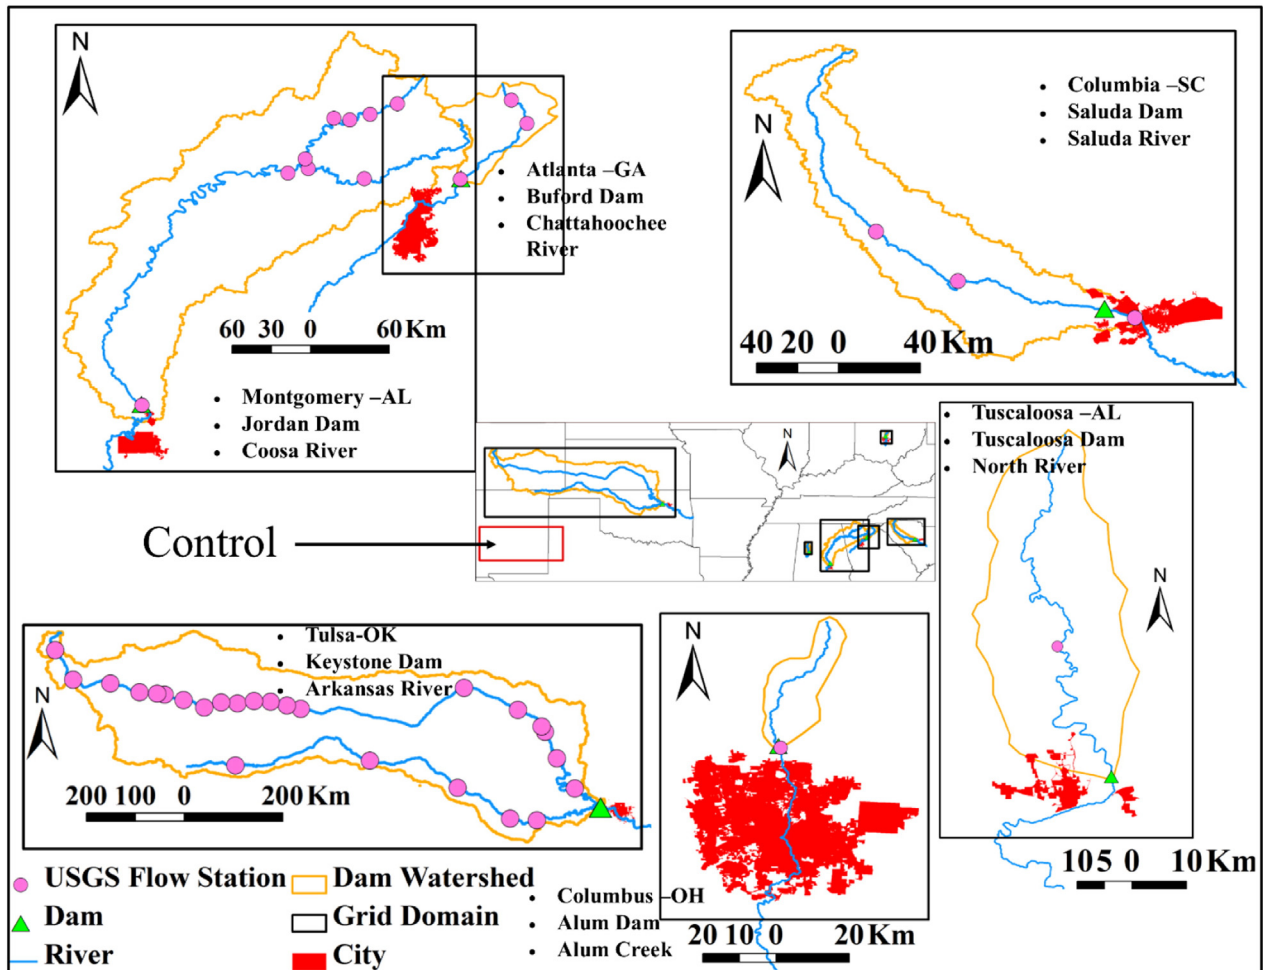 N
• Atlanta –GA
• Buford Dam
• Chattahoochee
River
60 30 0 60 Km
• Montgomery –AL
• Jordan Dam
• Coosa River
N
• Columbia –SC
• Saluda Dam
• Saluda River
40 20 0 40 Km
N
Control
• Tuscaloosa –AL
• Tuscaloosa Dam
• North River
N
105 0 10 Km
• Tulsa-OK
• Keystone Dam
• Arkansas River
N
200 100 0 200 Km
N
• Columbus –OH
• Alum Dam
• Alum Creek
20 10 0 20 Km
USGS Flow Station
Dam
River
Dam Watershed
Grid Domain
City